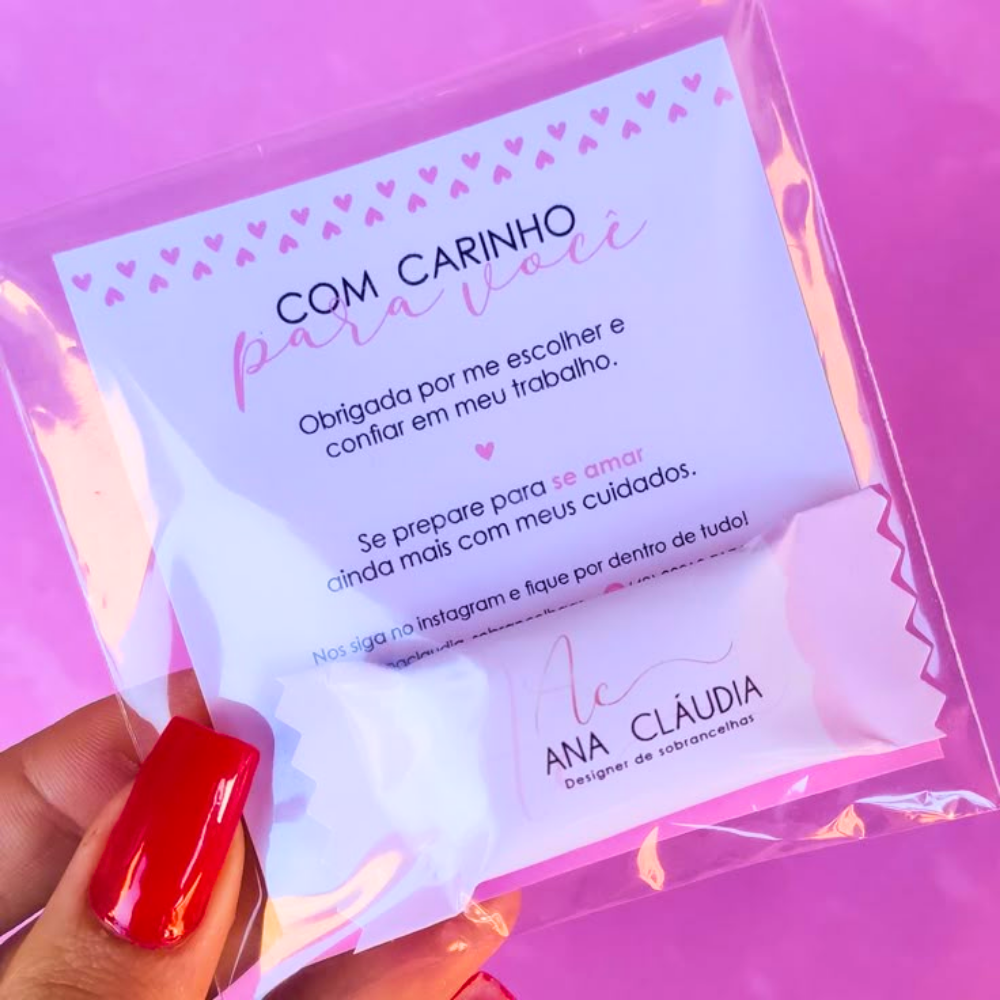 COM CARINHO
para você
Obrigada por me escolher e
confiar em meu trabalho.
Se prepare para se amar
ainda mais com meus cuidados.
Nos siga no instagram e fique por dentro de tudo!
Ac
ANA CLÁUDIA
Designer de sobrancelhas